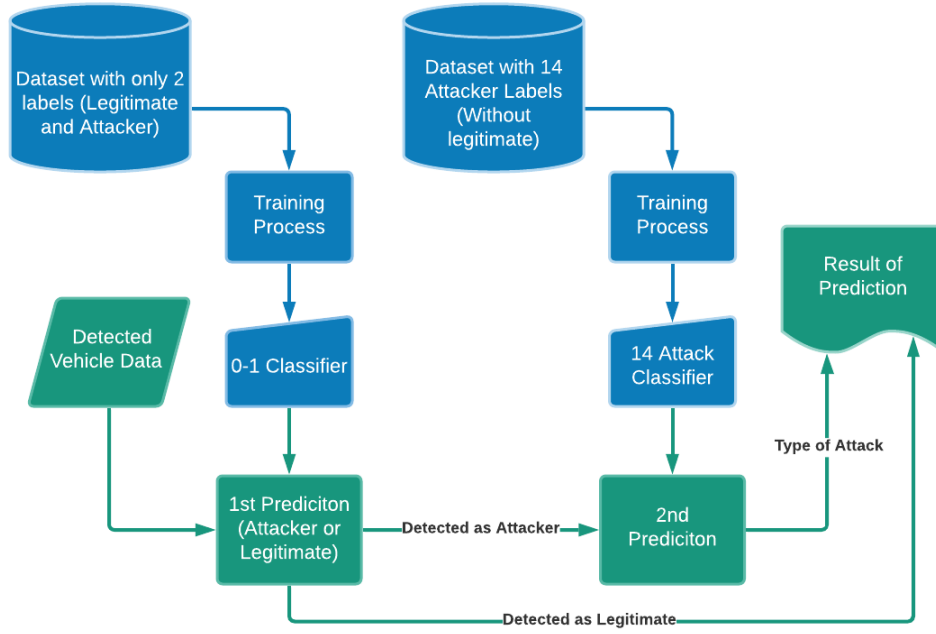 Dataset with only 2
labels (Legitimate
and Attacker)
Dataset with 14
Attacker Labels
(Without
legitimate)
Training
Process
Training
Process
Result of
Prediction
Detected
Vehicle Data
0-1 Classifier
14 Attack
Classifier
Type of Attack
1st Prediciton
(Attacker or
Legitimate)
Detected as Attacker
2nd
Prediciton
Detected as Legitimate